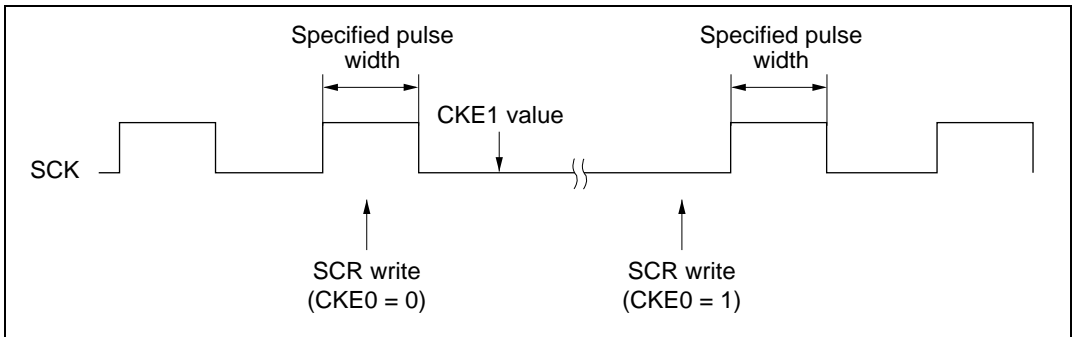 Specified pulse
width
Specified pulse
width
CKE1 value
SCK
SCR write
(CKE0 = 0)
SCR write
(CKE0 = 1)